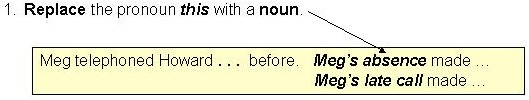 1. Replace the pronoun this with a noun.
Meg telephoned Howard . . . before. Meg's absence made ...
Meg's late call made ...